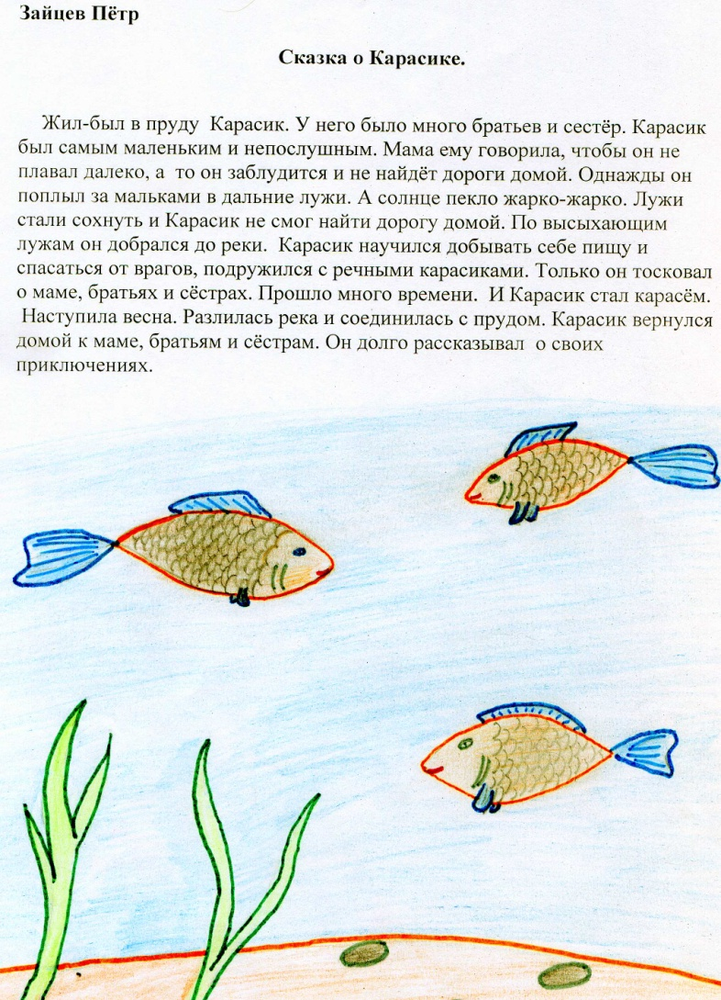 Зайцев Пётр
Сказка о Карасике.
Жил-был в пруду Карасик. У него было много братьев и сестёр. Карасик
был самым маленьким и непослушным. Мама ему говорила, чтобы он не
плавал далеко, а то он заблудится и не найдёт дороги домой. Однажды он
поплыл за мальками в дальние лужи. А солнце пекло жарко-жарко. Лужи
стали сохнуть и Карасик не смог найти дорогу домой. По высыхающим
лужам он добрался до реки. Карасик научился добывать себе пищу и
спасаться от врагов, подружился с речными карасиками. Только он тосковал
о маме, братьях и сёстрах. Прошло много времени. И Карасик стал карасём.
Наступила весна. Разлилась река и соединилась с прудом. Карасик вернулся
домой к маме, братьям и сёстрам. Он долго рассказывал о своих
приключениях.